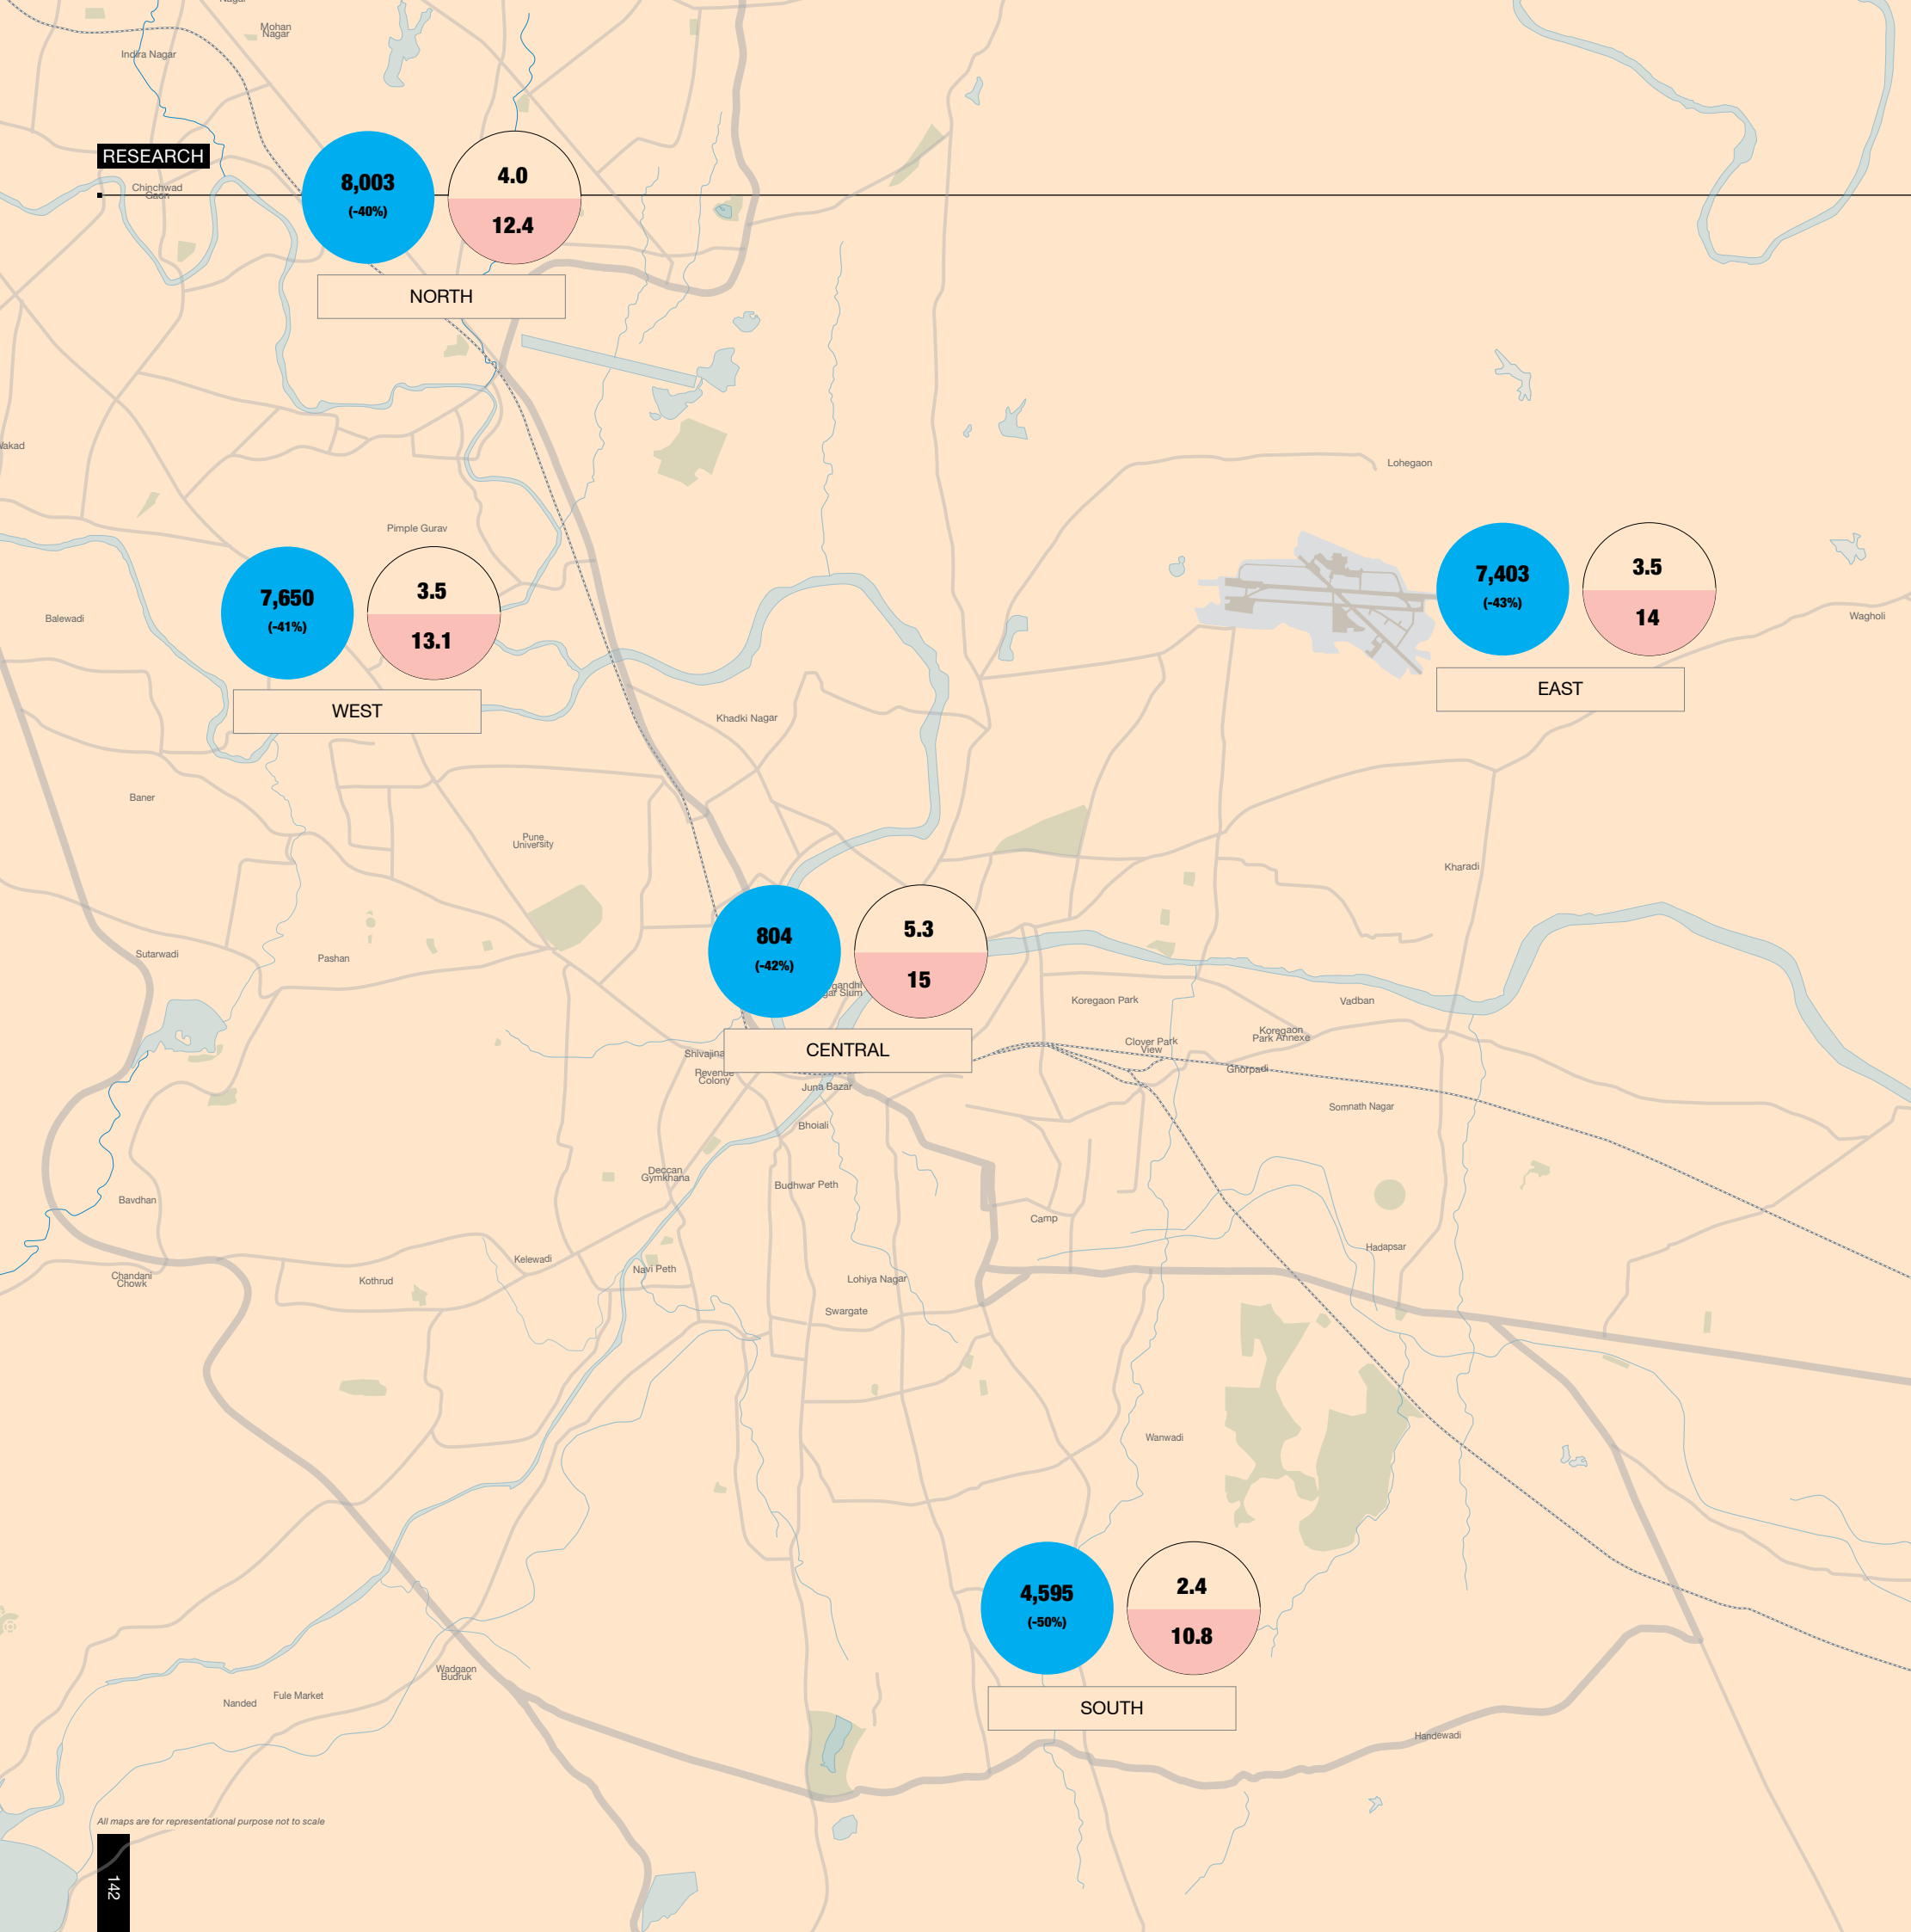 Mohan
Nagar
Indira Nagar
RESEARCH
Chinchwad
Gaon
8,003
(-40%)
4.0
12.4
NORTH
Lohegaon
Pimple Gurav
7,650
(-41%)
3.5
13.1
WEST
7,403
(-43%)
3.5
14
EAST
Balewadi
Wagholi
Khadki Nagar
Baner
Pune
University
Kharadi
804
(-42%)
5.3
15
CENTRAL
Sutarwadi
Pashan
Koregaon Park
Vadban
Koregaon
Park Annexe
Clover Park
View
Ghorpadi
Revenue
Colony
Juna Bazar
Somnath Nagar
Bhoiali
Deccan
Gymkhana
Budhwar Peth
Bavdhan
Camp
Hadapsar
Kelewadi
Navi Peth
Chandani
Chowk
Kothrud
Lohiya Nagar
Swargate
Wanwadi
4,595
(-50%)
2.4
10.8
SOUTH
Wadgaon
Budruk
Fule Market
Nanded
Handewadi
All maps are for representational purpose not to scale
142